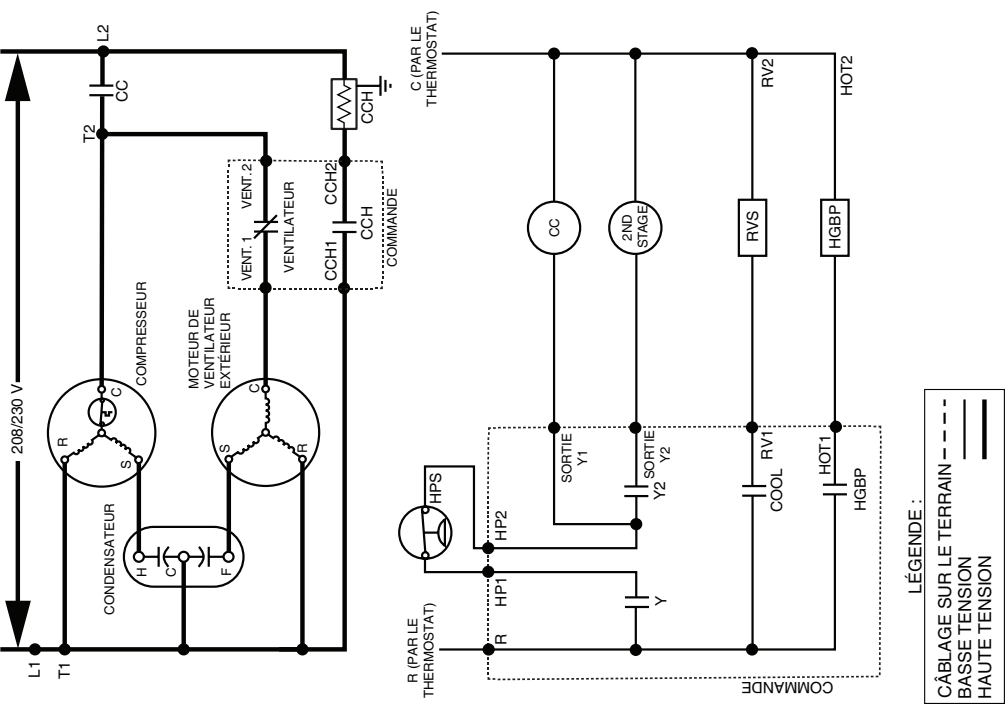 208/230 V
L1
T1
L2
CC
T2
COMPRESSEUR
R
S
C
CONDENSATEUR
H
C
F
MOTEUR DE
VENTILATEUR
EXTÉRIEUR
S
R
C
VENT. 1
VENT. 2
VENTILATEUR
CCH1
CCH2
CCH
COMMANDE
CCH
R (PAR LE
THERMOSTAT)
C (PAR LE
THERMOSTAT)
R
HP1
HP2
HPS
Y
SORTIE
Y1
CC
Y2
SORTIE
Y2
2ND
STAGE
COOL
RV1
RVS
RV2
HGBP
HOT1
HGBP
HOT2
COMMANDE
LÉGENDE :
CÂBLAGE SUR LE TERRAIN
BASSE TENSION
HAUTE TENSION